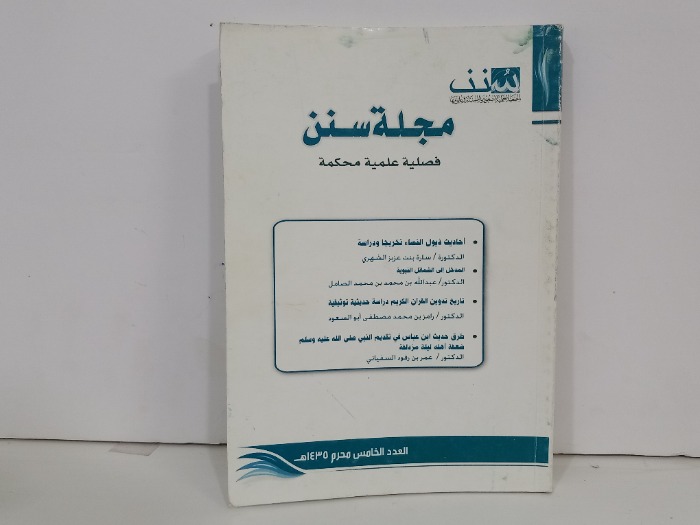 سنن
مجلة سنن
فصلية علمية محكمة
أحاديث ذيول النساء تخريجا ودراسة
الدكتورة / سارة بنت عزيز الشهري
المدخل إلى الشمائل النبوية
الدكتور/ عبدالله بن محمد بن محمد الصامل
تاريخ تدوين القرآن الكريم دراسة حديثية توثيقية
الدكتور / رامز بن محمد مصطفى أبو السعود
طرق حديث ابن عباس في تقديم النبي صلى الله عليه وسلم
ضعفة أهله ليلة مزدلفة
الدكتور / عمر بن رفود السفياني
العدد الخامس محرم ١٤٣٥هـ